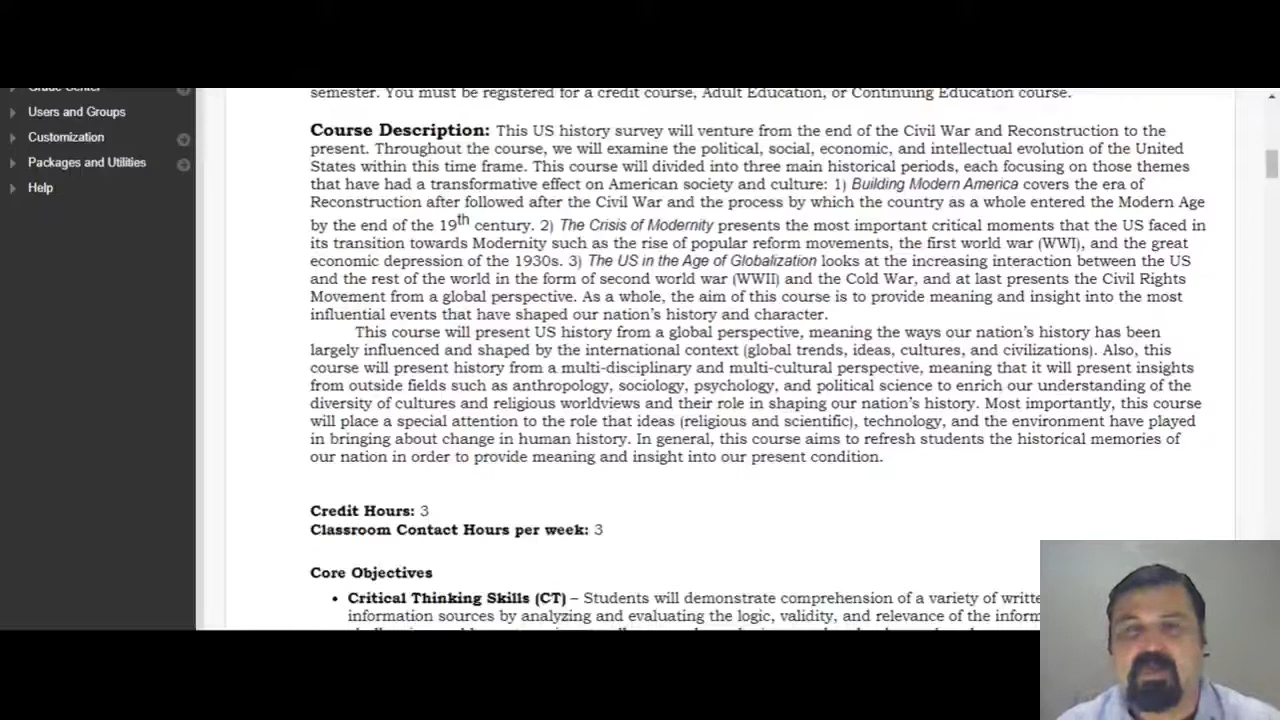 Grade Center
Users and Groups
Customization
Packages and Utilities
Help
semester. You must be registered for a credit course, Adult Education, or Continuing Education course.
Course Description: This US history survey will venture from the end of the Civil War and Reconstruction to the
present. Throughout the course, we will examine the political, social, economic, and intellectual evolution of the United
States within this time frame. This course will divided into three main historical periods, each focusing on those themes
that have had a transformative effect on American society and culture: 1) Building Modern America covers the era of
Reconstruction after followed after the Civil War and the process by which the country as a whole entered the Modern Age
by the end of the 19th century. 2) The Crisis of Modernity presents the most important critical moments that the US faced in
its transition towards Modernity such as the rise of popular reform movements, the first world war (WWI), and the great
economic depression of the 1930s. 3) The US in the Age of Globalization looks at the increasing interaction between the US
and the rest of the world in the form of second world war (WWII) and the Cold War, and at last presents the Civil Rights
Movement from a global perspective. As a whole, the aim of this course is to provide meaning and insight into the most
influential events that have shaped our nation's history and character.
This course will present US history from a global perspective, meaning the ways our nation's history has been
largely influenced and shaped by the international context (global trends, ideas, cultures, and civilizations). Also, this
course will present history from a multi-disciplinary and multi-cultural perspective, meaning that it will present insights
from outside fields such as anthropology, sociology, psychology, and political science to enrich our understanding of the
diversity of cultures and religious worldviews and their role in shaping our nation's history. Most importantly, this course
will place a special attention to the role that ideas (religious and scientific), technology, and the environment have played
in bringing about change in human history. In general, this course aims to refresh students the historical memories of
our nation in order to provide meaning and insight into our present condition.
Credit Hours: 3
Classroom Contact Hours per week: 3
Core Objectives
• Critical Thinking Skills (CT) – Students will demonstrate comprehension of a variety of writte
information sources by analyzing and evaluating the logic, validity, and relevance of the inform